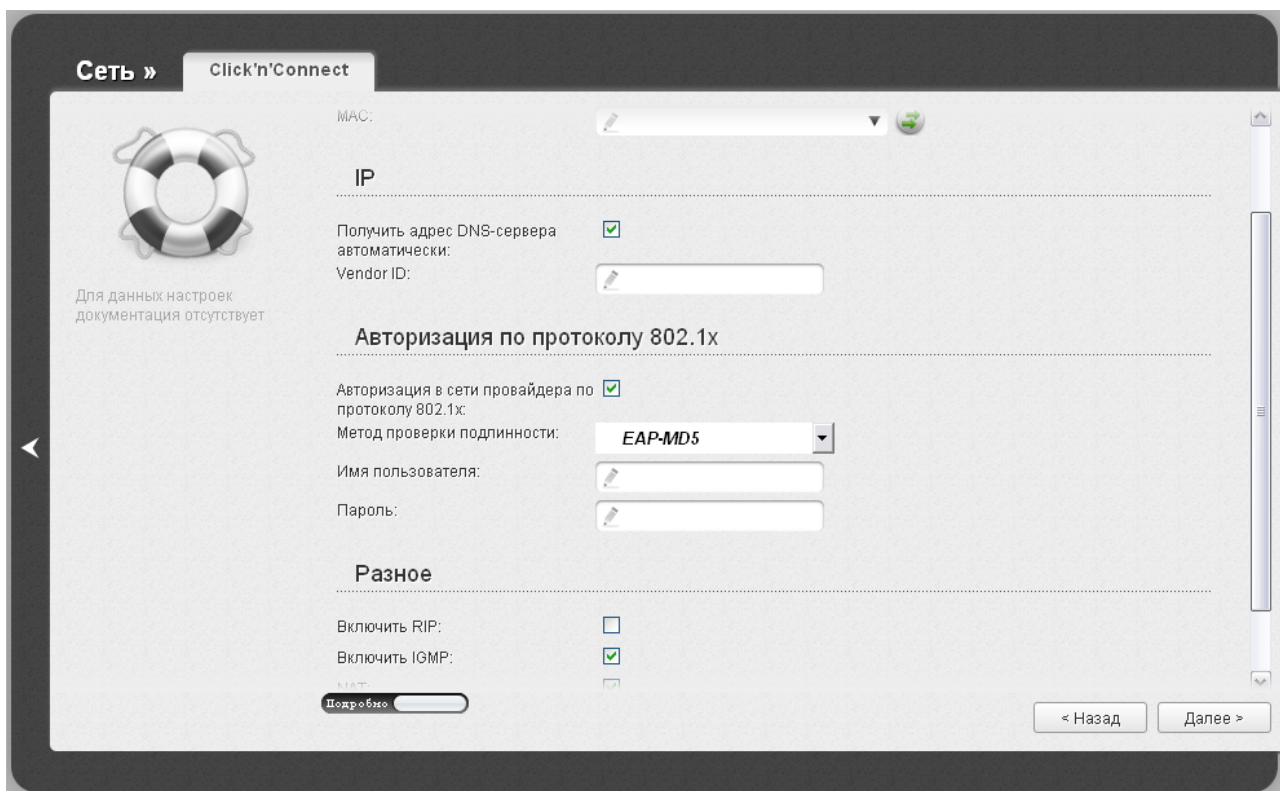 Сеть »
Click'n'Connect
MAC:
IP
Получить адрес DNS-сервера
автоматически:
Vendor ID:
Для данных настроек
документация отсутствует
Авторизация по протоколу 802.1x
Авторизация в сети провайдера по
протоколу 802.1x:
Метод проверки подлинности:
EAP-MD5
Имя пользователя:
Пароль:
Разное
Включить RIP:
Включить IGMP:
NAT:
Подробно
< Назад
Далее >